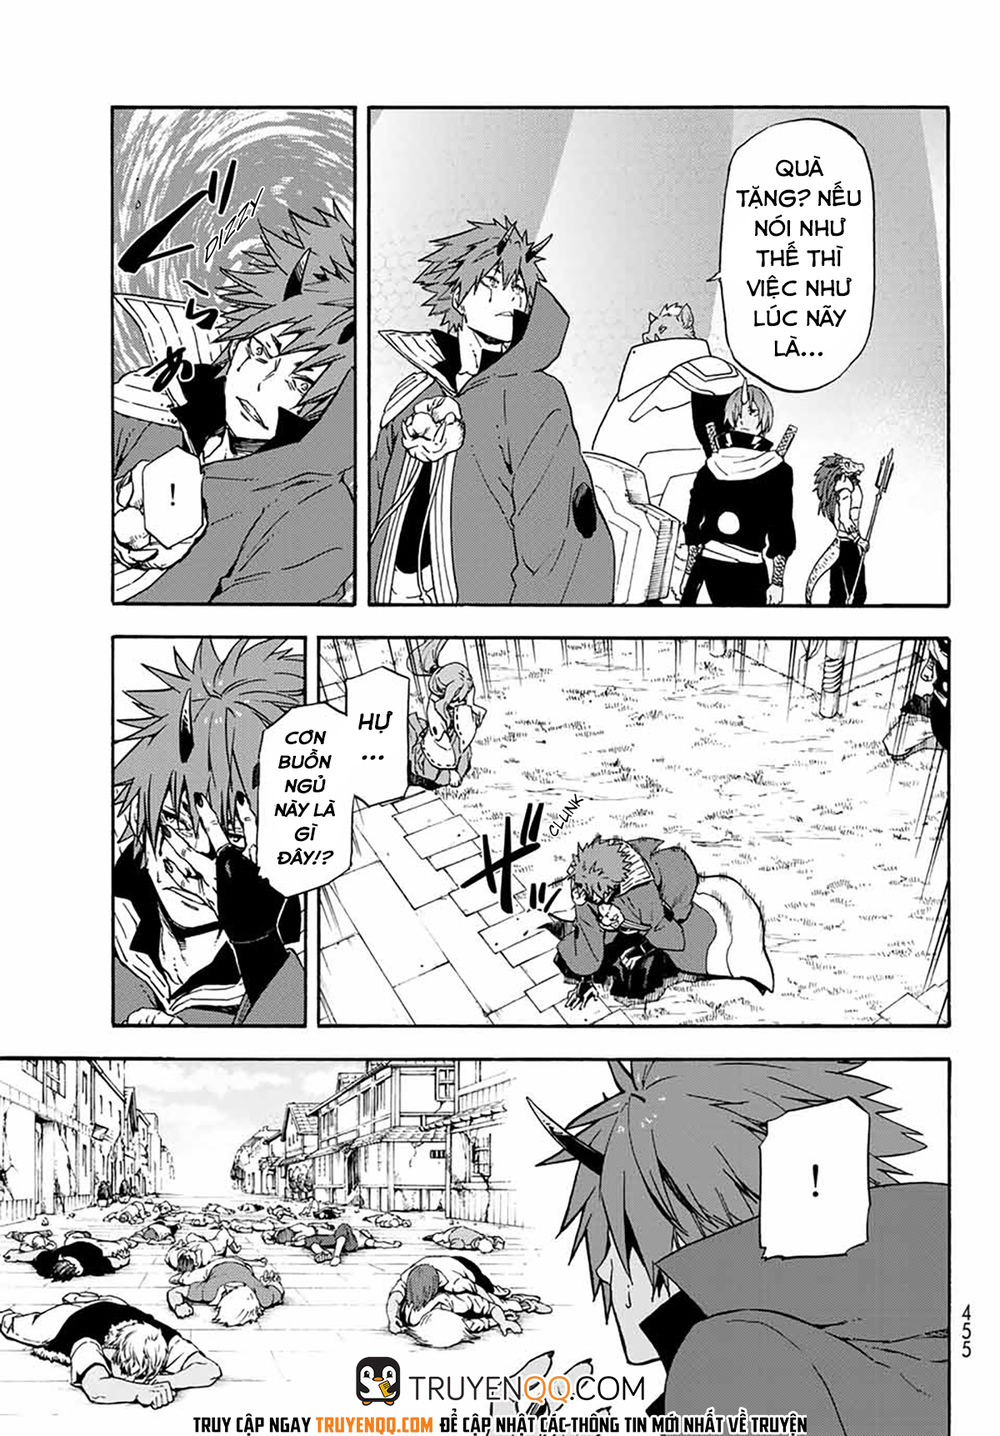 QUÀ
TẶNG? NẾU
NÓI NHƯ
THẾ THÌ
VIỆC NHƯ
LÚC NÃY
LÀ...
DIZZY
!
HỰ
...
CƠN
BUỒN
NGỦ
NÀY LÀ
GÌ
ĐÂY!?
CLUNK
!
455
TRUYENQQ.COM
TRUY CẬP NGAY TRUYENQQ.COM ĐỂ CẬP NHẬT CÁC THÔNG TIN MỚI NHẤT VỀ TRUYỆN